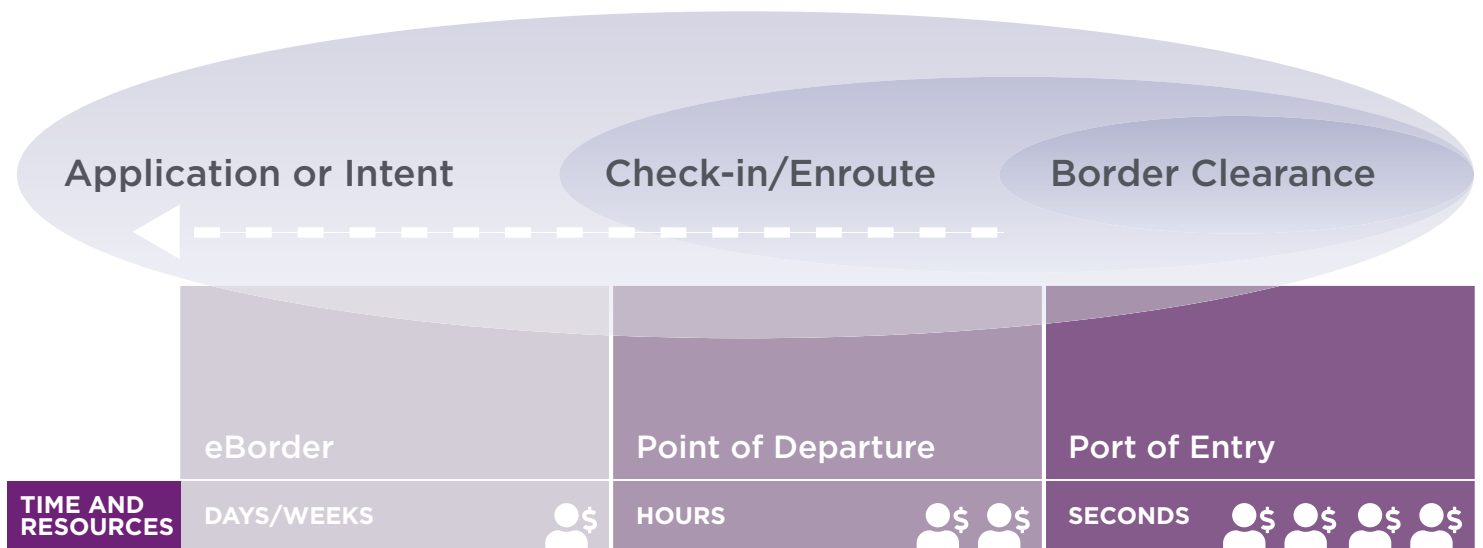 Application or Intent
Check-in/Enroute
Border Clearance
eBorder
Point of Departure
Port of Entry
TIME AND
RESOURCES
DAYS/WEEKS
$
HOURS
$ $
SECONDS
$ $ $ $